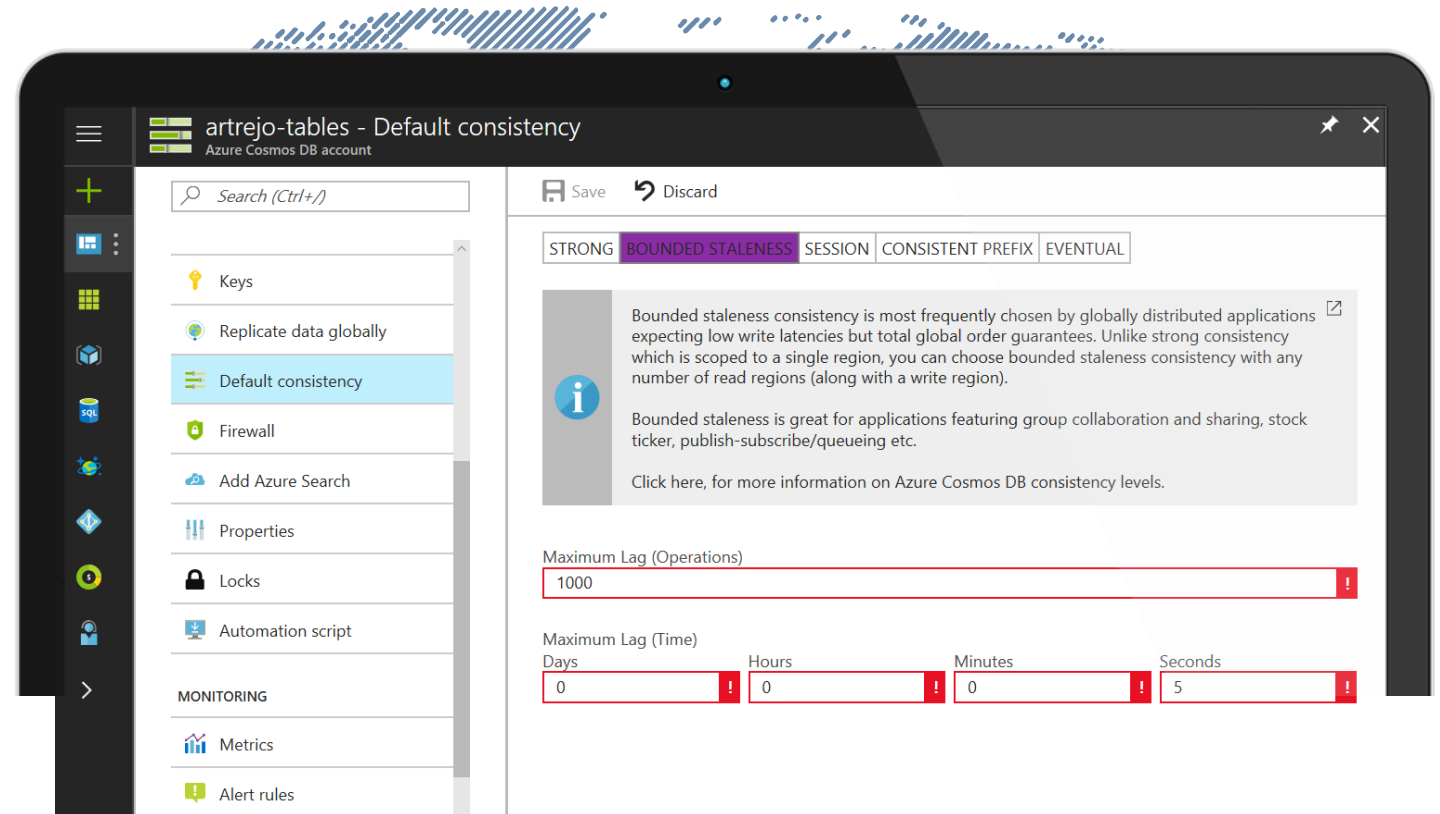 artrejo-tables - Default consistency
Azure Cosmos DB account
Search (Ctrl+/)
Keys
Replicate data globally
Default consistency
Firewall
Add Azure Search
Properties
Locks
Automation script
MONITORING
Metrics
Alert rules
SQL
Save Discard
STRONG BOUNDED STALENESS SESSION CONSISTENT PREFIX EVENTUAL
Bounded staleness consistency is most frequently chosen by globally distributed applications
expecting low write latencies but total global order guarantees. Unlike strong consistency
which is scoped to a single region, you can choose bounded staleness consistency with any
number of read regions (along with a write region).
Bounded staleness is great for applications featuring group collaboration and sharing, stock
ticker, publish-subscribe/queueing etc.
Click here, for more information on Azure Cosmos DB consistency levels.
Maximum Lag (Operations)
1000 !
Maximum Lag (Time)
Days Hours Minutes Seconds
0 ! 0 ! 0 ! 5 !